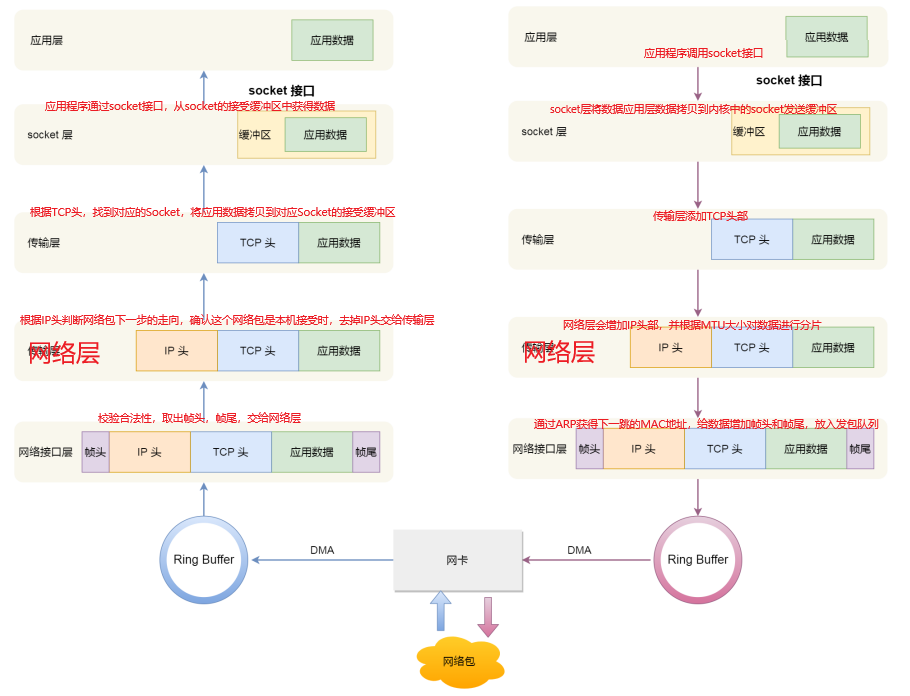 应用层
应用数据
socket 接口
应用程序通过socket接口，从socket的接受缓冲区中获得数据
socket 层
缓冲区
应用数据
根据TCP头，找到对应的Socket，将应用数据拷贝到对应Socket的接受缓冲区
传输层
TCP 头
应用数据
根据IP头判断网络包下一步的走向，确认这个网络包是本机接受时，去掉IP头交给传输层
传输层
网络层
IP 头
TCP 头
应用数据
校验合法性，取出帧头，帧尾，交给网络层
网络接口层
帧头
IP 头
TCP 头
应用数据
帧尾
Ring Buffer
DMA
网卡
网络包
应用层
应用数据
应用程序调用socket接口
socket 接口
socket层将数据应用层数据拷贝到内核中的socket发送缓冲区
socket 层
缓冲区
应用数据
传输层添加TCP头部
传输层
TCP 头
应用数据
网络层会增加IP头部，并根据MTU大小对数据进行分片
传输层
网络层
IP 头
TCP 头
应用数据
通过ARP获得下一跳的MAC地址，给数据增加帧头和帧尾，放入发包队列
网络接口层
帧头
IP 头
TCP 头
应用数据
帧尾
DMA
Ring Buffer